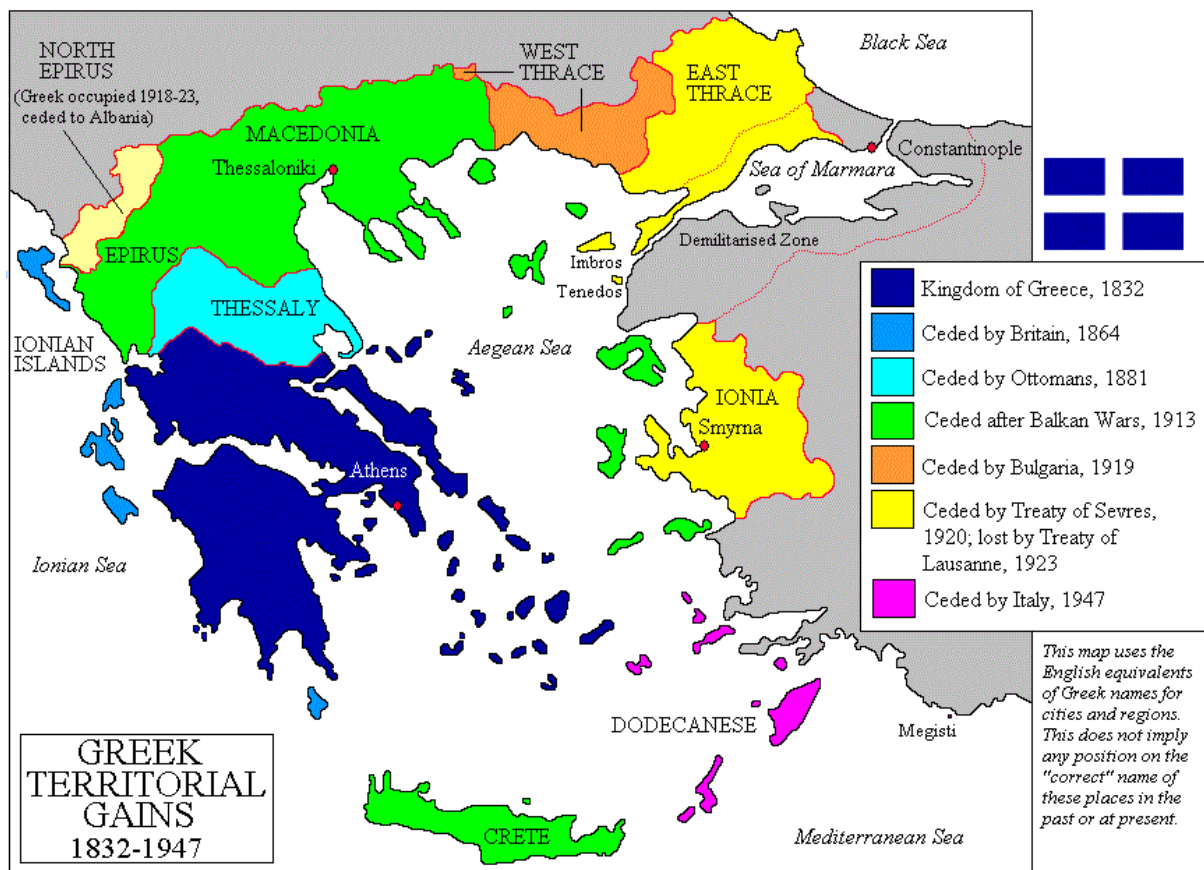 Black Sea
NORTH
EPIRUS
(Greek occupied 1918-23,
ceded to Albania)
WEST
THRACE
EAST
THRACE
MACEDONIA
Thessaloniki
Constantinople
Sea of Marmara
Demilitarised Zone
EPIRUS
Imbros
Tenedos
THESSALY
IONIAN
ISLANDS
Aegean Sea
IONIA
Smyrna
Athens
Ionian Sea
Kingdom of Greece, 1832
Ceded by Britain, 1864
Ceded by Ottomans, 1881
Ceded after Balkan Wars, 1913
Ceded by Bulgaria, 1919
Ceded by Treaty of Sevres,
1920; lost by Treaty of
Lausanne, 1923
Ceded by Italy, 1947
This map uses the
English equivalents
of Greek names for
cities and regions.
This does not imply
any position on the
"correct" name of
these places in the
past or at present.
DODECANESE
Megisti
CRETE
Mediterranean Sea
GREEK
TERRITORIAL
GAINS
1832-1947